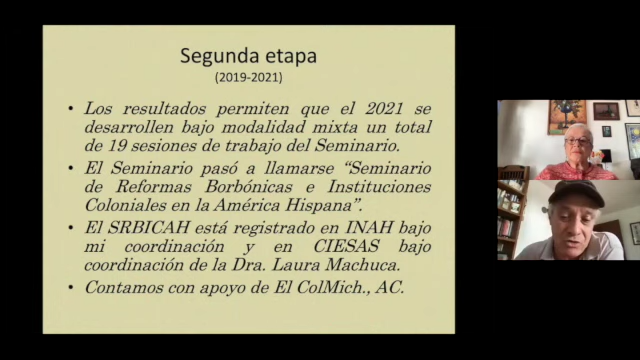 Segunda etapa
(2019-2021)
• Los resultados permiten que el 2021 se
desarrollen bajo modalidad mixta un total
de 19 sesiones de trabajo del Seminario.
• El Seminario pasó a llamarse “Seminario
de Reformas Borbónicas e Instituciones
Coloniales en la América Hispana”.
• El SRBICAH está registrado en INAH bajo
mi coordinación y en CIESAS bajo
coordinación de la Dra. Laura Machuca.
• Contamos con apoyo de El ColMich., AC.